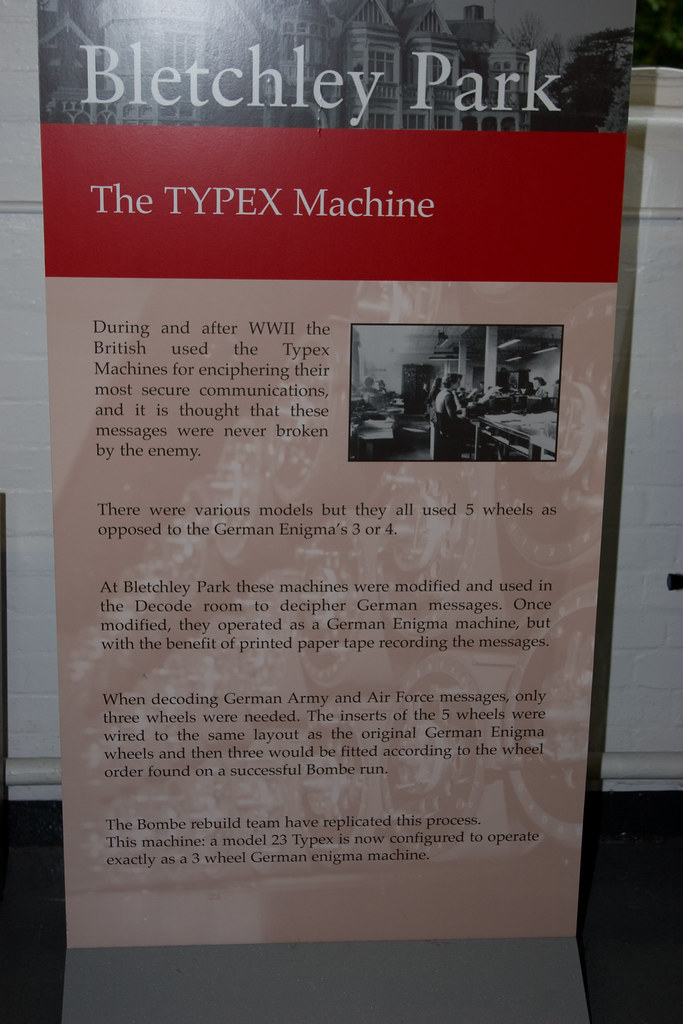 Bletchley Park
The TYPEX Machine
During and after WWII the
British used the Typex
Machines for enciphering their
most secure communications,
and it is thought that these
messages were never broken
by the enemy.
There were various models but they all used 5 wheels as
opposed to the German Enigma's 3 or 4.
At Bletchley Park these machines were modified and used in
the Decode room to decipher German messages. Once
modified, they operated as a German Enigma machine, but
with the benefit of printed paper tape recording the messages.
When decoding German Army and Air Force messages, only
three wheels were needed. The inserts of the 5 wheels were
wired to the same layout as the original German Enigma
wheels and then three would be fitted according to the wheel
order found on a successful Bombe run.
The Bombe rebuild team have replicated this process.
This machine: a model 23 Typex is now configured to operate
exactly as a 3 wheel German enigma machine.